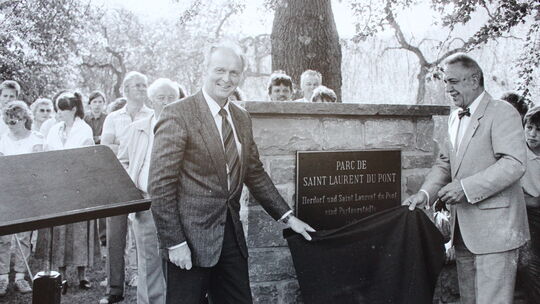 PARC DE
SAINT LAURENT DU PONT
Herdorf und Saint Laurent du Pont
sind Partnerstädte